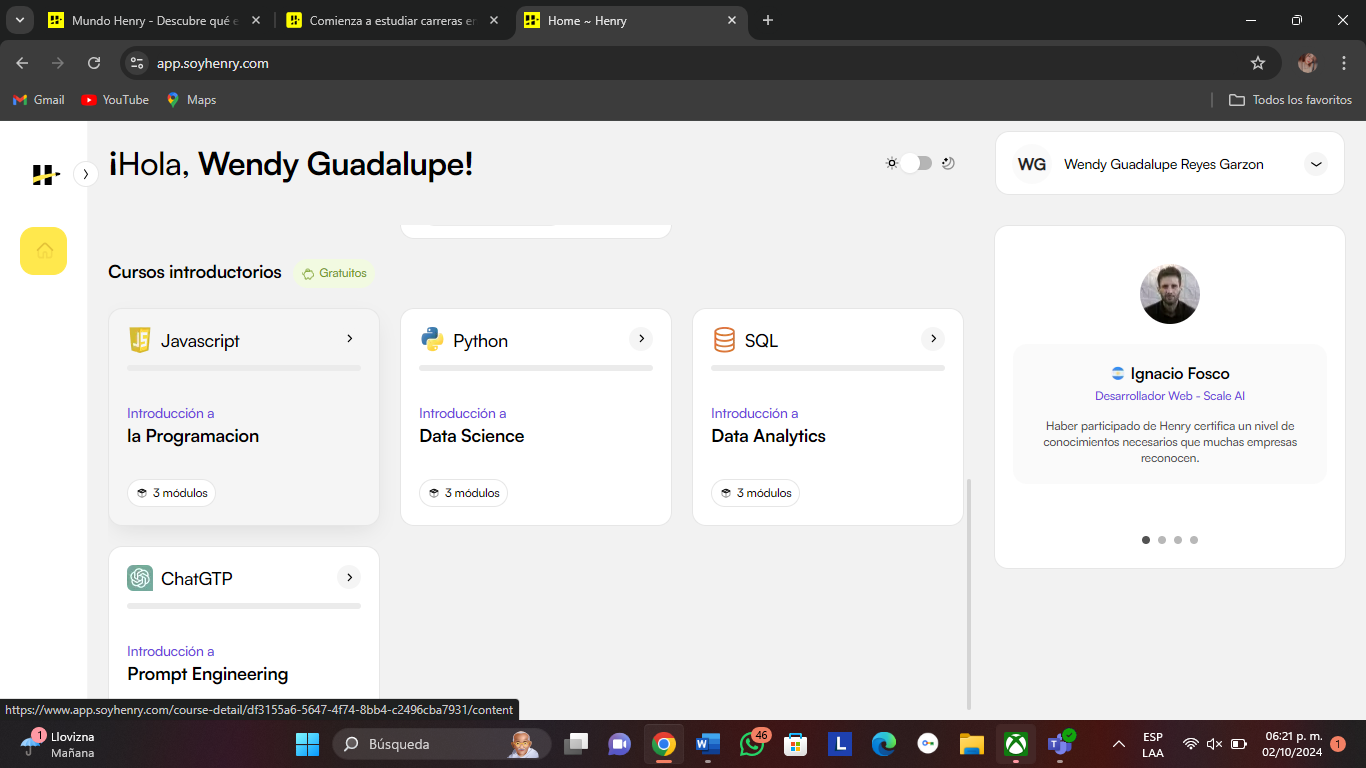 Mundo Henry - Descubre qué e
Comienza a estudiar carreras en
Home ~ Henry
app.soyhenry.com
Gmail
YouTube
Maps
Todos los favoritos
¡Hola, Wendy Guadalupe!
WG
Wendy Guadalupe Reyes Garzon
Cursos introductorios
Gratuitos
Javascript
Introducción a
la Programacion
3 módulos
Python
Introducción a
Data Science
3 módulos
SQL
Introducción a
Data Analytics
3 módulos
ChatGTP
Introducción a
Prompt Engineering
Ignacio Fosco
Desarrollador Web - Scale AI
Haber participado de Henry certifica un nivel de
conocimientos necesarios que muchas empresas
reconocen.
https://www.app.soyhenry.com/course-detail/df3155a6-5647-4f74-8bb4-c2496cba7931/content
1
Llovizna
Mañana
Búsqueda
46
L
ESP
LAA
06:21 p. m.
02/10/2024
1